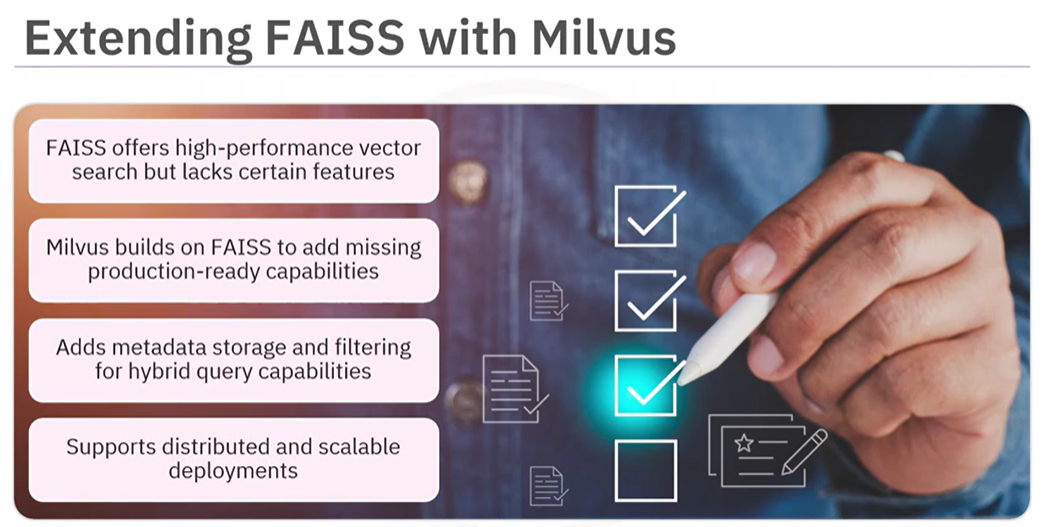 Extending FAISS with Milvus
FAISS offers high-performance vector
search but lacks certain features
Milvus builds on FAISS to add missing
production-ready capabilities
Adds metadata storage and filtering
for hybrid query capabilities
Supports distributed and scalable
deployments